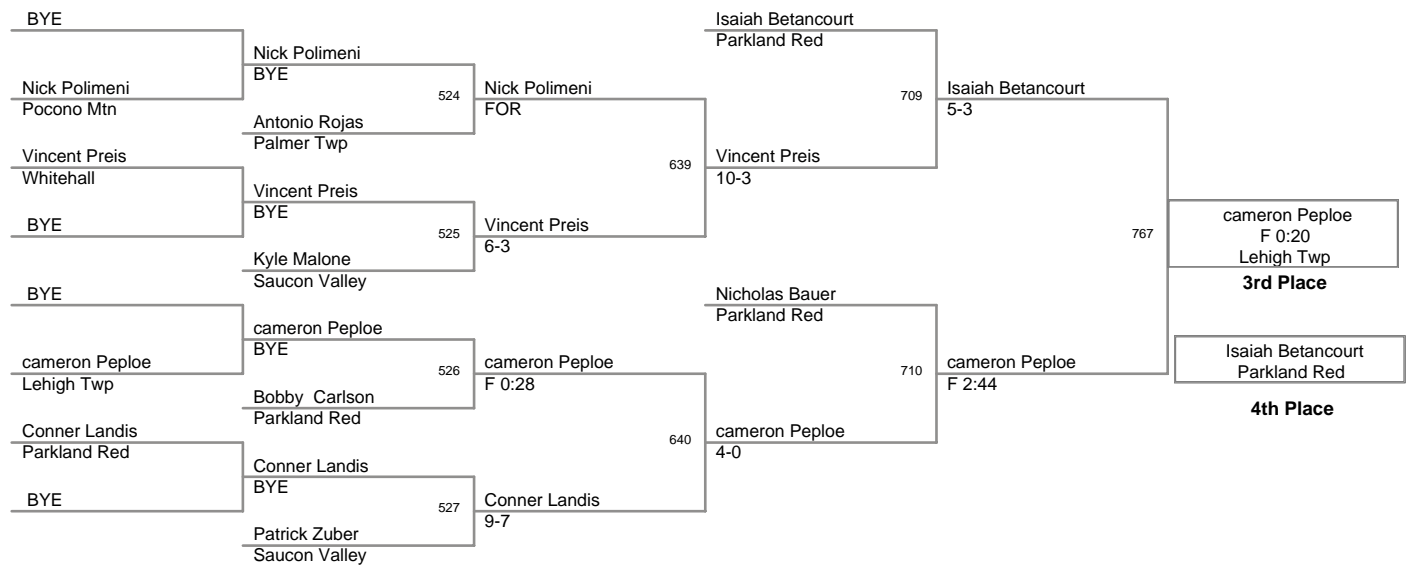 BYE
Nick Polimeni
Pocono Mtn
Vincent Preis
Whitehall
BYE
BYE
cameron Peploe
Lehigh Twp
Conner Landis
Parkland Red
BYE
Nick Polimeni
BYE
524
Antonio Rojas
Palmer Twp
Vincent Preis
BYE
525
Kyle Malone
Saucon Valley
cameron Peploe
BYE
526
Bobby  Carlson
Parkland Red
Conner Landis
BYE
527
Patrick Zuber
Saucon Valley
Nick Polimeni
FOR
639
Vincent Preis
6-3
cameron Peploe
F 0:28
640
Conner Landis
9-7
Isaiah Betancourt
Parkland Red
709
Vincent Preis
10-3
Nicholas Bauer
Parkland Red
710
cameron Peploe
4-0
Isaiah Betancourt
5-3
767
cameron Peploe
F 2:44
cameron Peploe
F 0:20
Lehigh Twp
3rd Place
Isaiah Betancourt
Parkland Red
4th Place